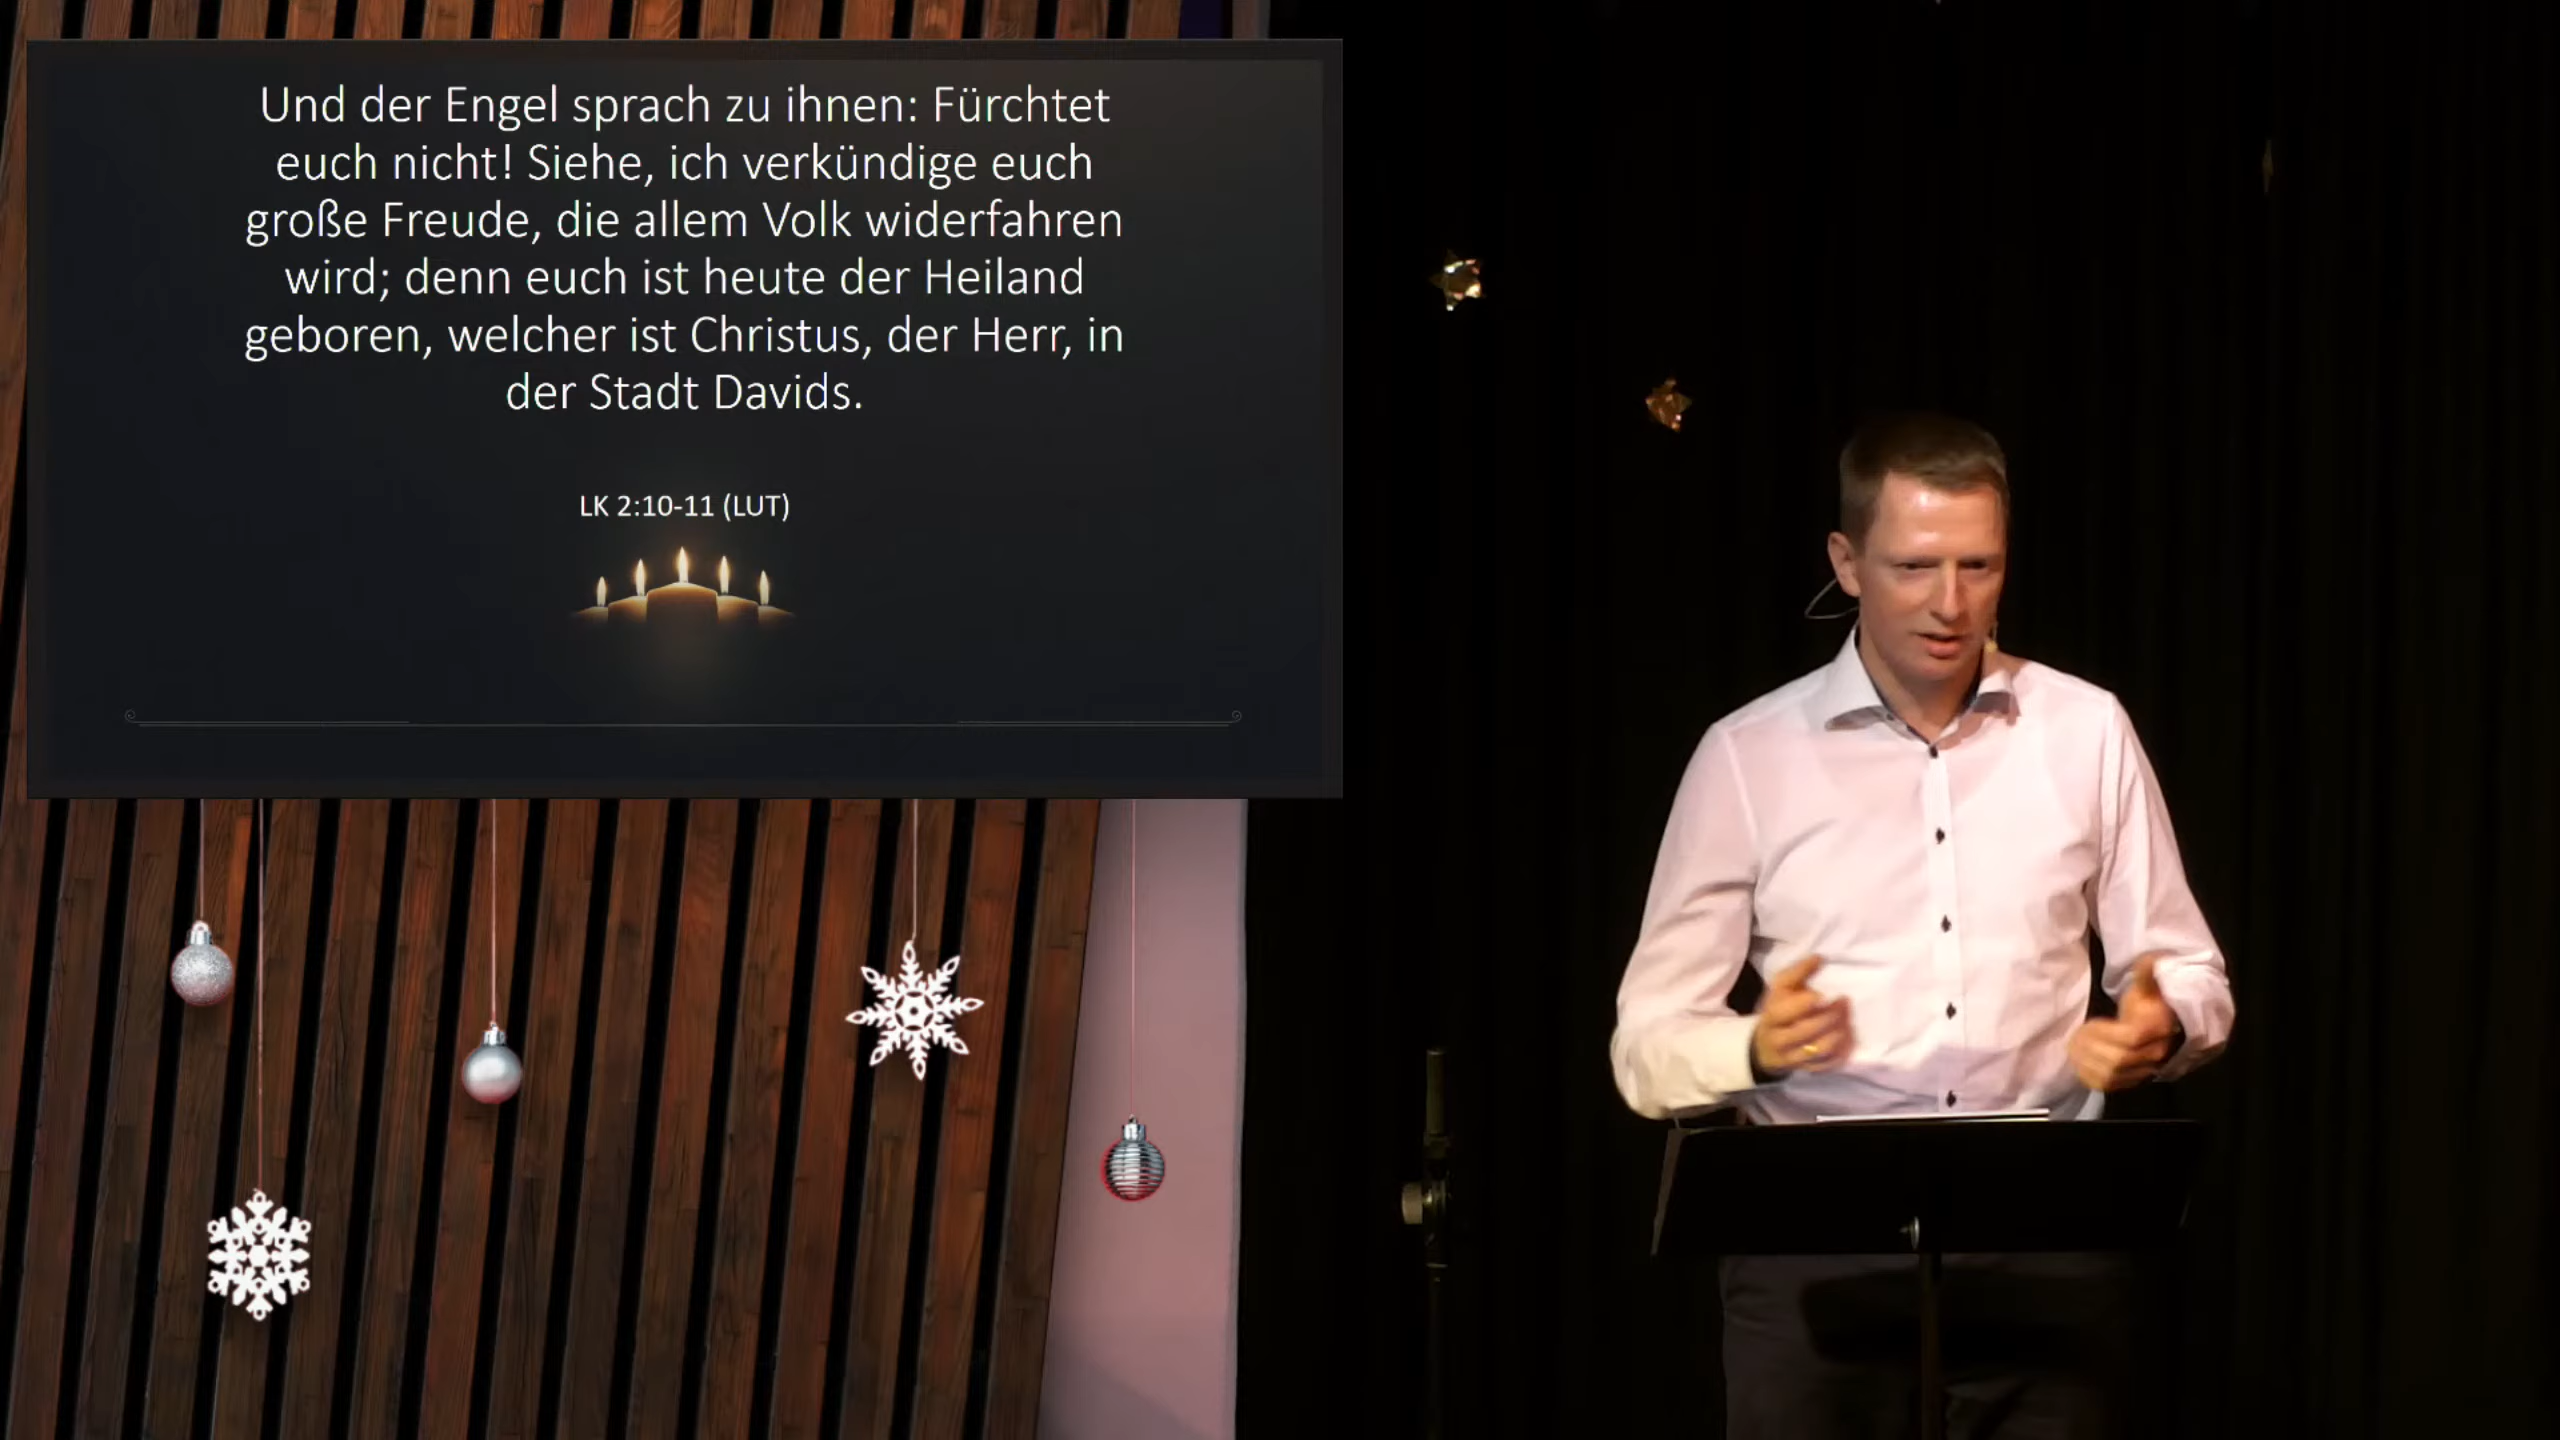 Und der Engel sprach zu ihnen: Fürchtet
euch nicht! Siehe, ich verkündige euch
große Freude, die allem Volk widerfahren
wird; denn euch ist heute der Heiland
geboren, welcher ist Christus, der Herr, in
der Stadt Davids.
LK 2:10-11 (LUT)